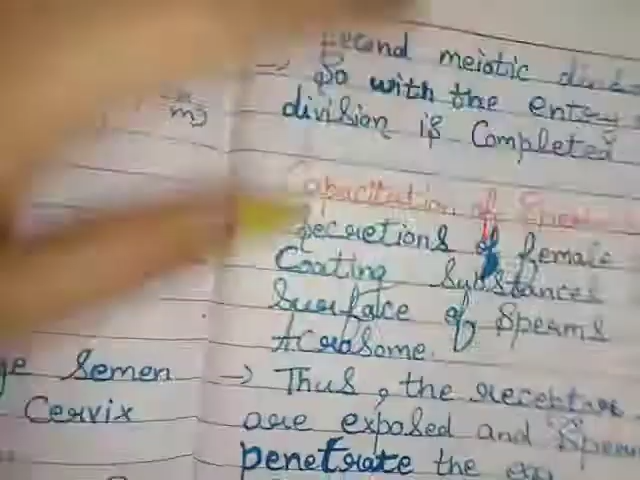 second meiotic
→ So with the entry
division is Completed
Capacitation of Sperm
Secretions of female
Coating Substances
Surface of Sperms
Acrosome.
→ Thus, the receptors
are exposed and Sperm
penetrate the
Semen
Cervix